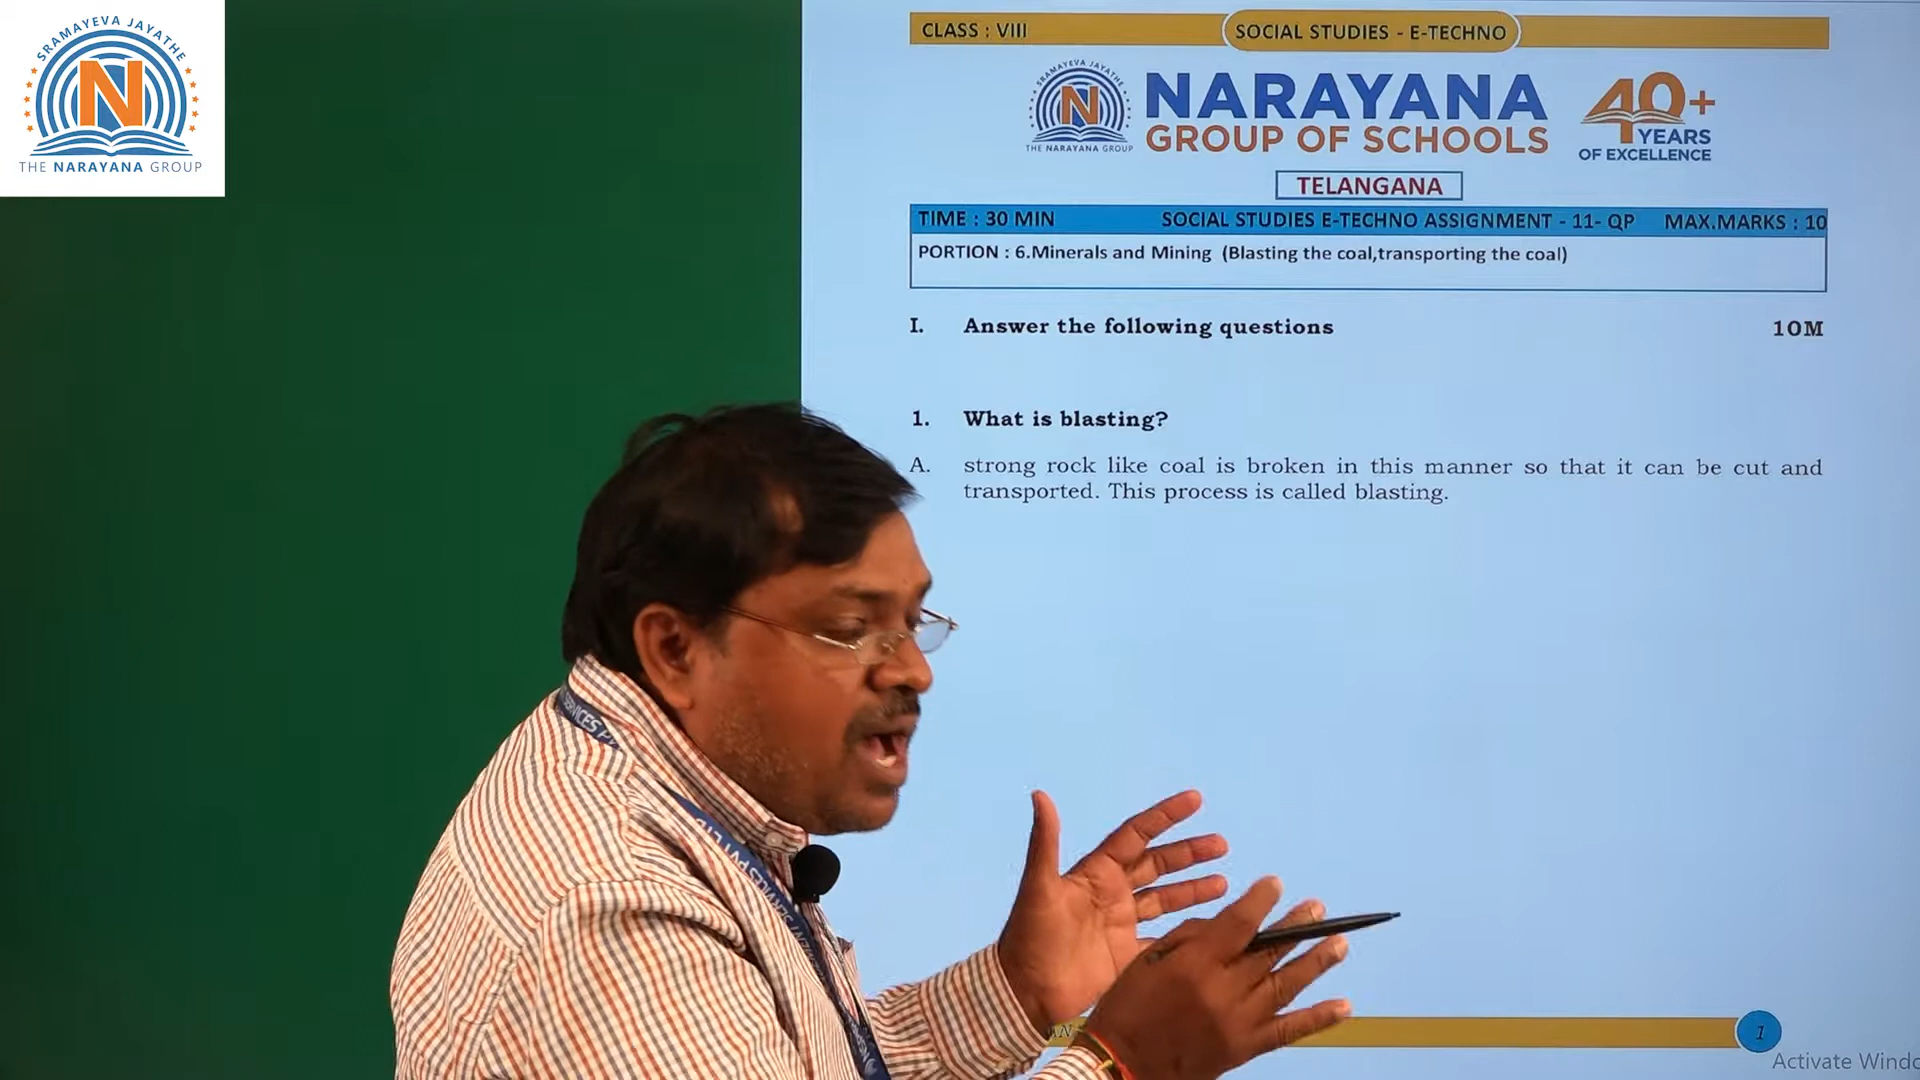 SRAMAYEVA JAYATHE
N
THE NARAYANA GROUP
CLASS : VIII
SOCIAL STUDIES - E-TECHNO
SRAMAYEVA JAYATHE
N
THE NARAYANA GROUP
NARAYANA
GROUP OF SCHOOLS
40+
YEARS
OF EXCELLENCE
TELANGANA
TIME : 30 MIN SOCIAL STUDIES E-TECHNO ASSIGNMENT - 11- QP MAX.MARKS : 10
PORTION : 6.Minerals and Mining (Blasting the coal,transporting the coal)
I. Answer the following questions 10M
1. What is blasting?
A. strong rock like coal is broken in this manner so that it can be cut and
transported. This process is called blasting.
1
Activate